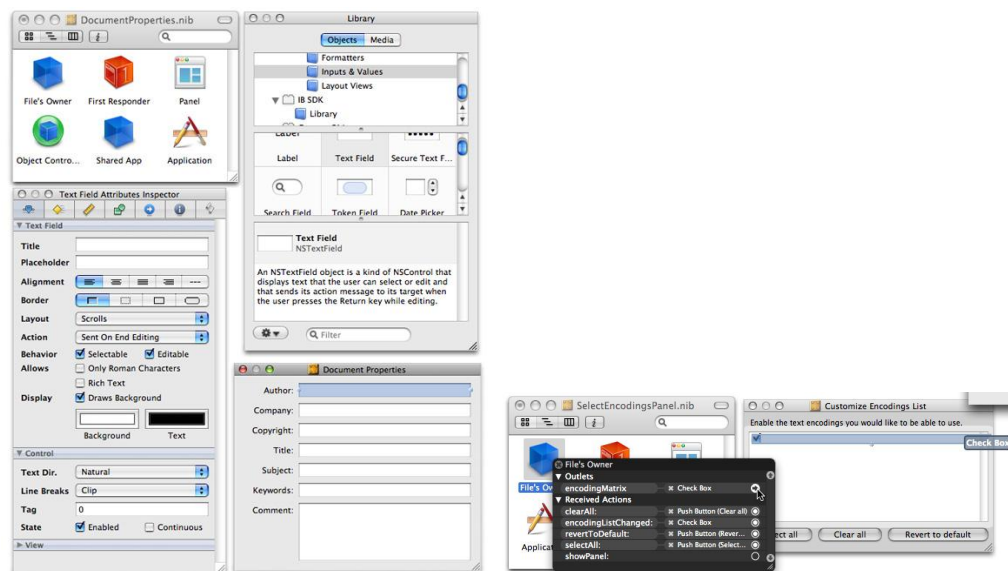 DocumentProperties.nib
File's Owner
First Responder
Panel
Object Contro...
Shared App
Application
Library
Objects
Media
Formatters
Inputs & Values
Layout Views
IB SDK
Library
Label
Label
Text Field
Secure Text F...
Search Field
Token Field
Date Picker
Text Field
NSTextField
An NSTextField object is a kind of NSControl that
displays text that the user can select or edit and
that sends its action message to its target when
the user presses the Return key while editing.
Filter
Text Field Attributes Inspector
Text Field
Title
Placeholder
Alignment
Border
Layout
Scrolls
Action
Sent On End Editing
Behavior
Selectable
Editable
Allows
Only Roman Characters
Rich Text
Display
Draws Background
Background
Text
Control
Text Dir.
Natural
Line Breaks
Clip
Tag
0
State
Enabled
Continuous
View
Document Properties
Author:
Company:
Copyright:
Title:
Subject:
Keywords:
Comment:
SelectEncodingsPanel.nib
File's Ow
Applicat
File's Owner
Outlets
encodingMatrix
Check Box
Received Actions
clearAll:
Push Button (Clear all)
encodingListChanged:
Check Box
revertToDefault:
Push Button (Rever...
selectAll:
Push Button (Select...
showPanel:
Customize Encodings List
Enable the text encodings you would like to be able to use.
Check Box
ect all
Clear all
Revert to default